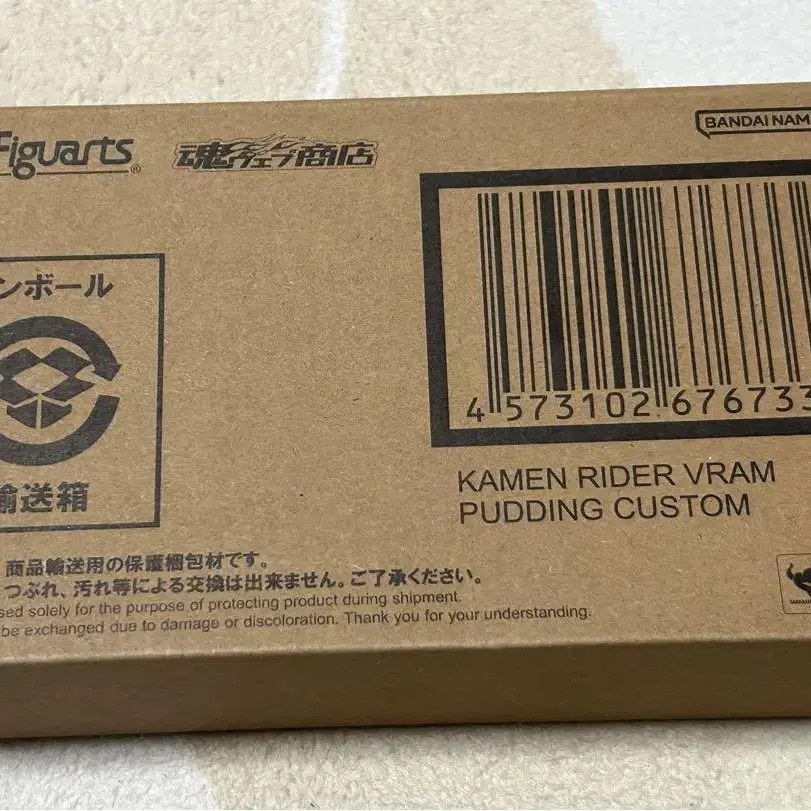 Figuarts
魂ウェブ商店
BANDAI NAM
ンボール
輸送箱
4 573102 676733
KAMEN RIDER VRAM
PUDDING CUSTOM
商品輸送用の保護梱包材です。
つぶれ、汚れ等による交換は出来ません。ご了承ください。
sed solely for the purpose of protecting product during shipment.
be exchanged due to damage or discoloration. Thank you for your understanding.